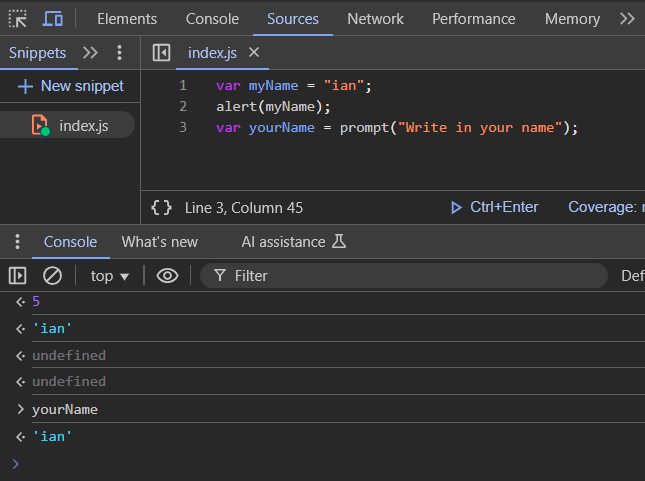 Elements Console Sources Network Performance Memory
Snippets index.js
New snippet
index.js
1 var myName = "ian";
2 alert(myName);
3 var yourName = prompt("Write in your name");
{} Line 3, Column 45 Ctrl+Enter Coverage:
Console What's new AI assistance
top Filter Def
5
'ian'
undefined
undefined
yourName
'ian'